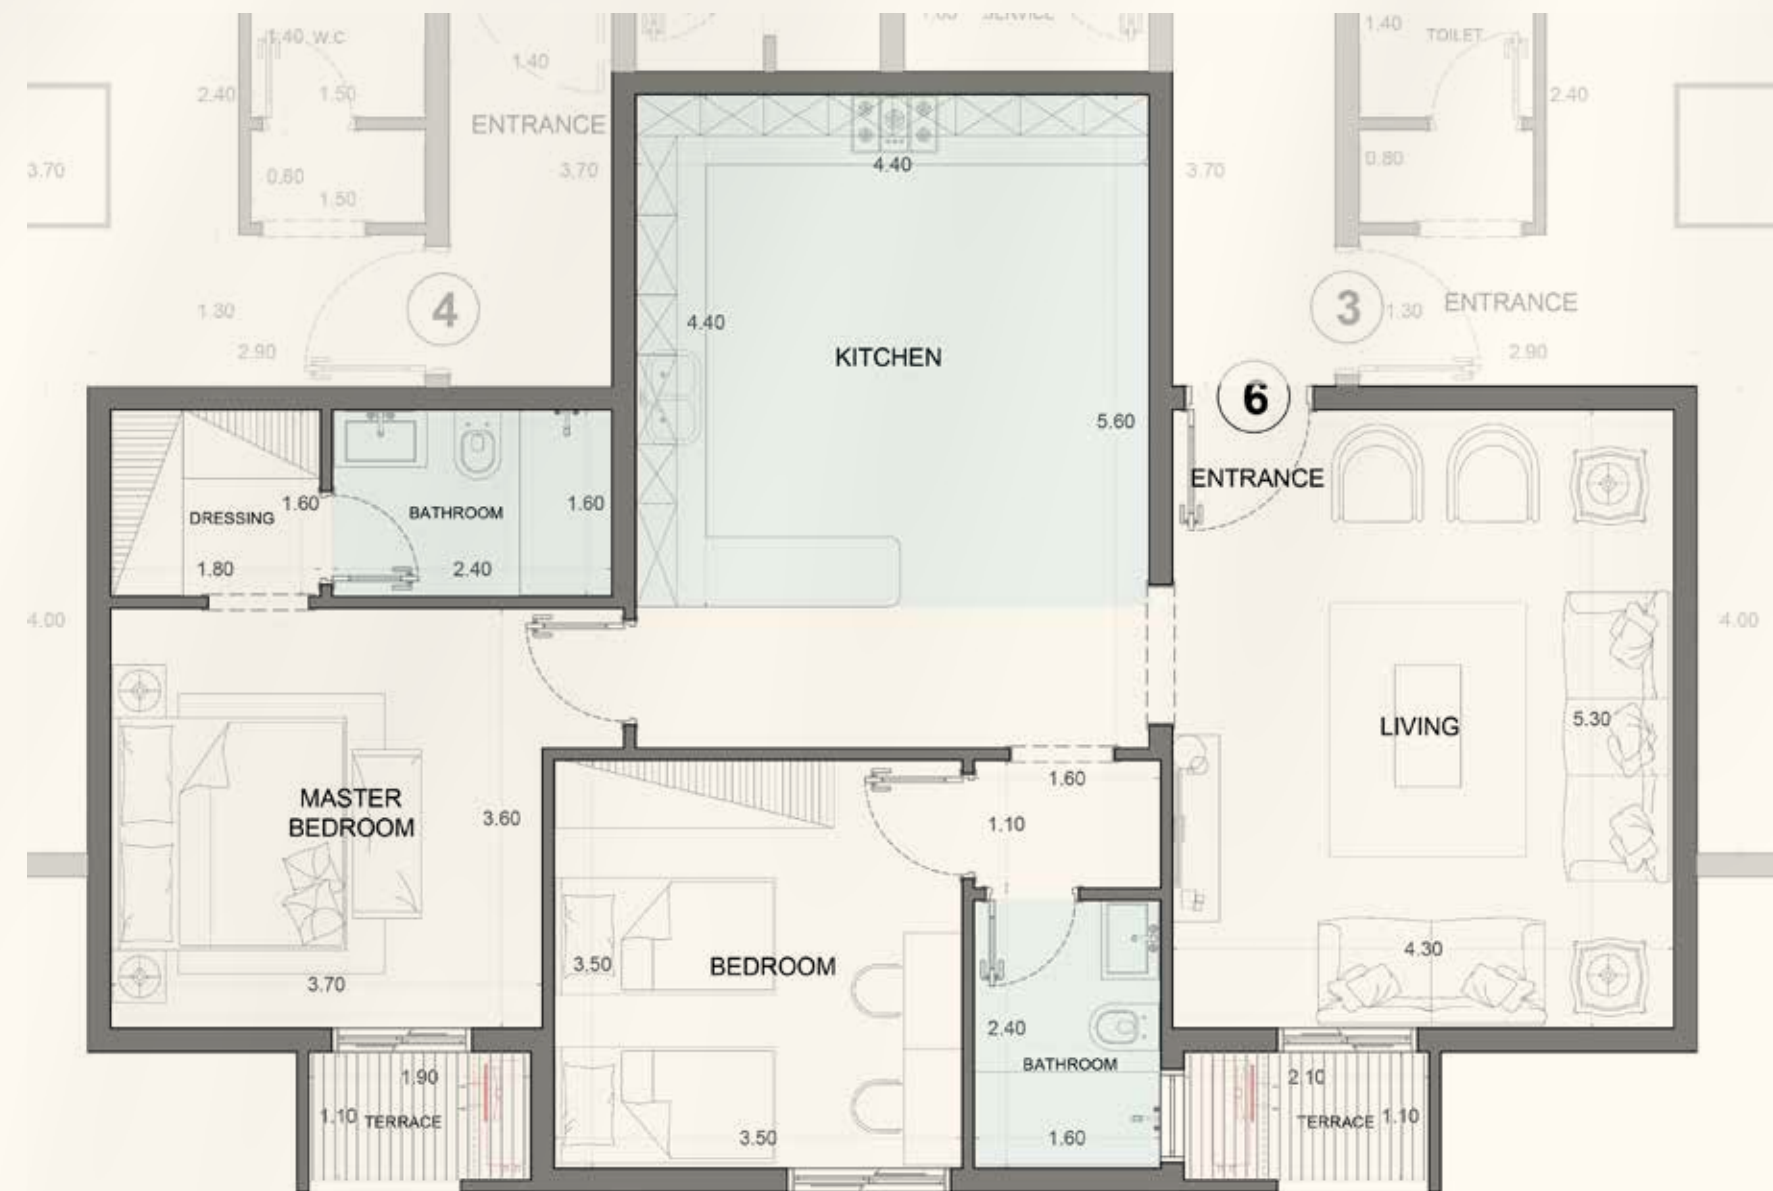 1.40 W.C
1.40
SERVICE
1.40
TOILET
2.40
1.50
ENTRANCE
2.40
3.70
0.60
1.50
3.70
4.40
3.70
0.80
4
1.30
2.90
4.40
KITCHEN
3
1.30
ENTRANCE
2.90
6
5.60
ENTRANCE
DRESSING
1.60
BATHROOM
1.60
1.80
2.40
4.00
4.00
LIVING
5.30
MASTER
BEDROOM
3.60
1.60
1.10
3.70
3.50
BEDROOM
4.30
2.40
BATHROOM
1.90
1.10
TERRACE
3.50
1.60
2.10
TERRACE
1.10